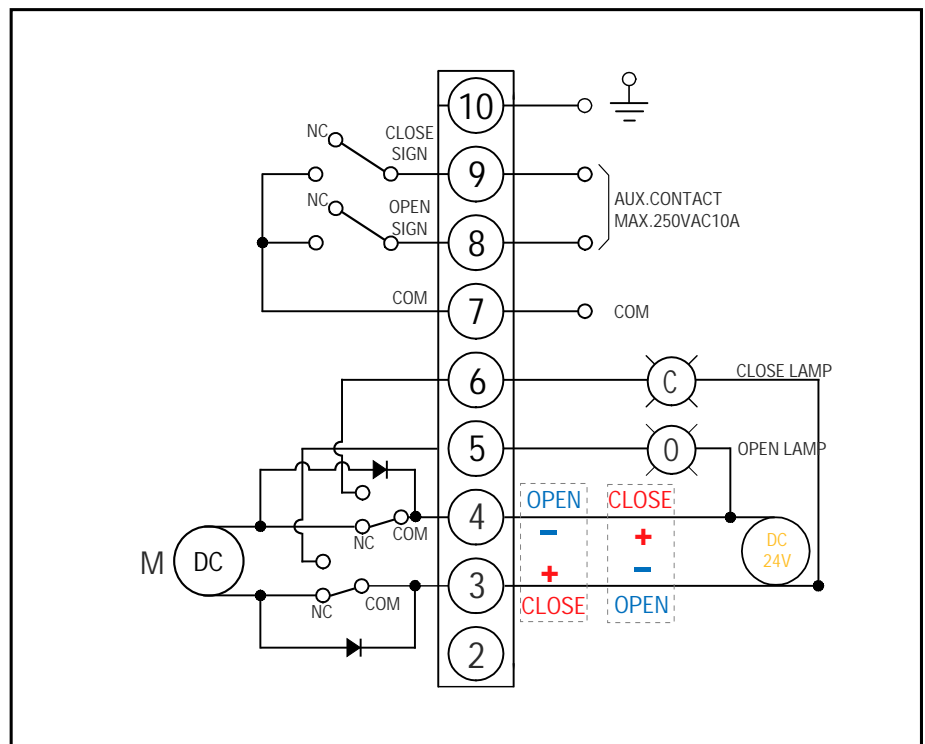 10
NC
CLOSE
SIGN
9
NC
OPEN
SIGN
8
AUX.CONTACT
MAX.250VAC10A
COM
7
COM
6
C
CLOSE LAMP
5
O
OPEN LAMP
4
OPEN
CLOSE
NC
COM
-
+
DC
24V
M
DC
3
+
-
NC
COM
CLOSE
OPEN
2